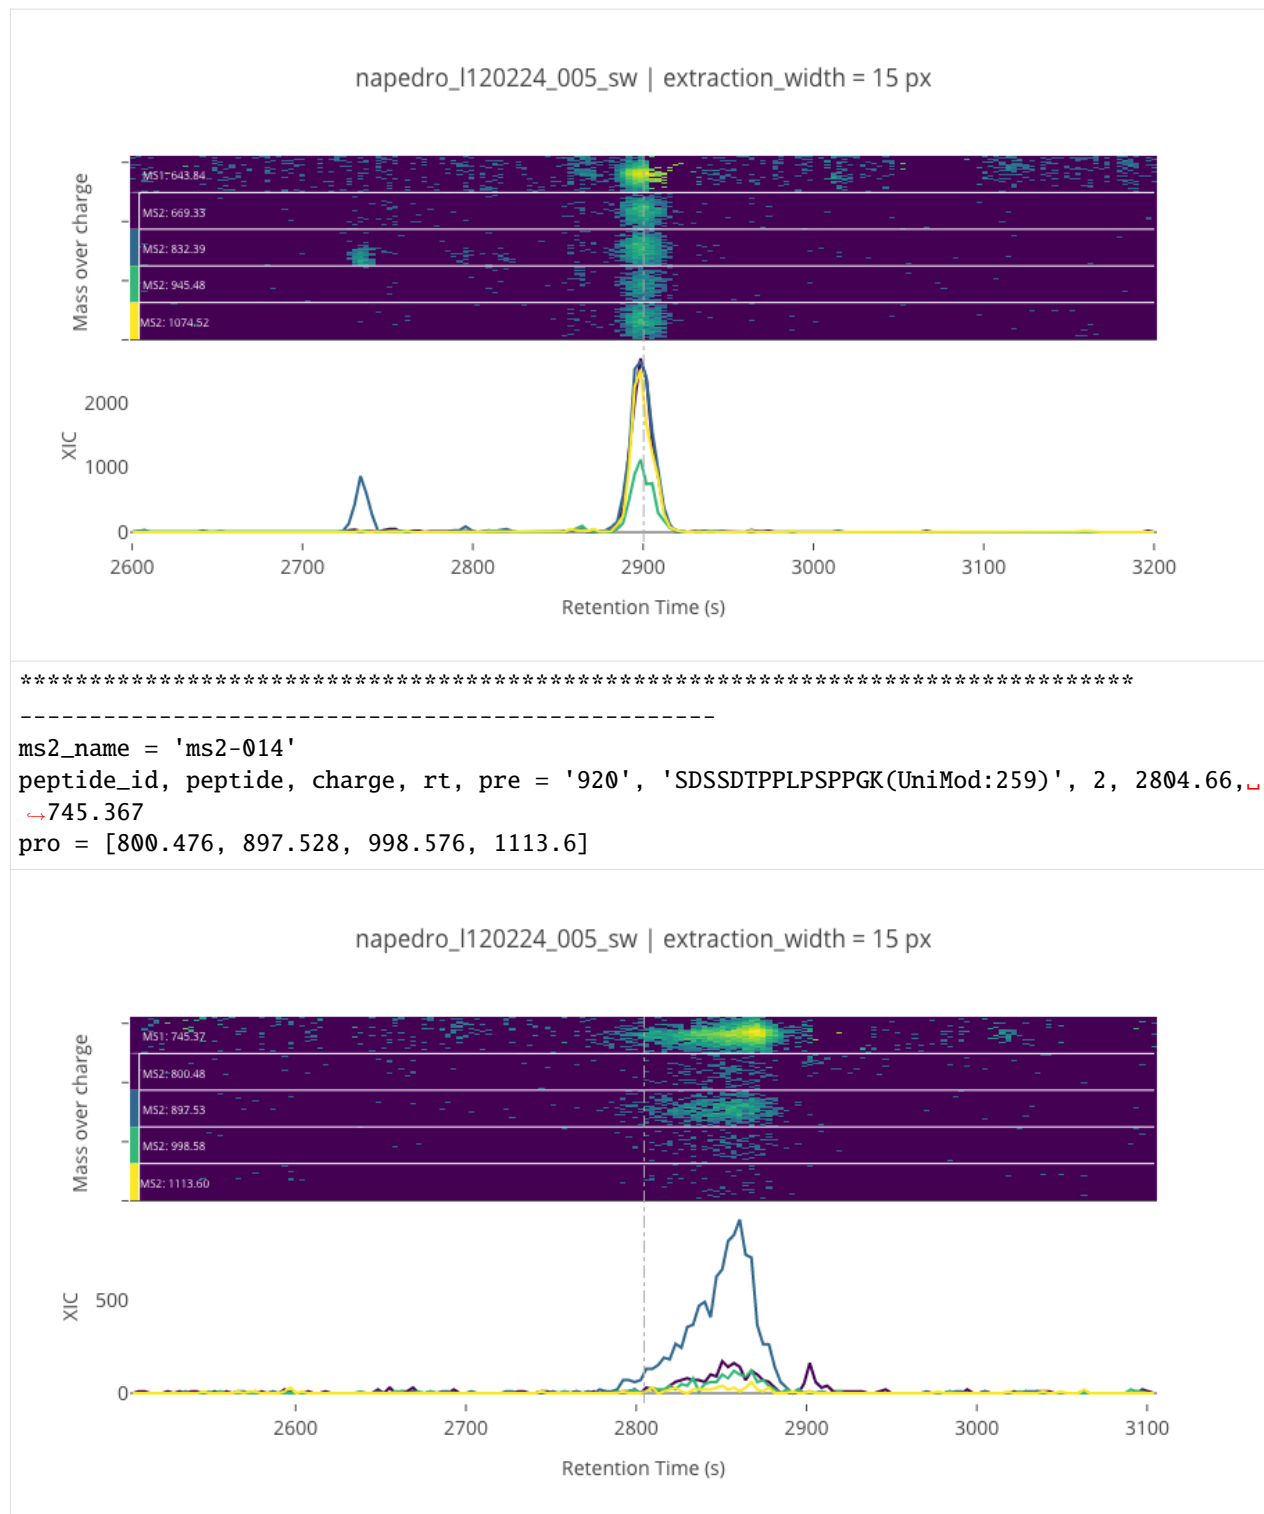 napedro_l120224_005_sw | extraction_width = 15 px
Mass over charge
MS1: 643.84
MS2: 669.33
MS2: 832.39
MS2: 945.48
MS2: 1074.52
XIC
2000
1000
0
2600 2700 2800 2900 3000 3100 3200
Retention Time (s)
********************************************************************************
--------------------------------------------------
ms2_name = 'ms2-014'
peptide_id, peptide, charge, rt, pre = '920', 'SDSSDTPPLPSPPGK(UniMod:259)', 2, 2804.66,␣
↪745.367
pro = [800.476, 897.528, 998.576, 1113.6]
napedro_l120224_005_sw | extraction_width = 15 px
Mass over charge
MS1: 745.37
MS2: 800.48
MS2: 897.53
MS2: 998.58
MS2: 1113.60
XIC
500
0
2600 2700 2800 2900 3000 3100
Retention Time (s)